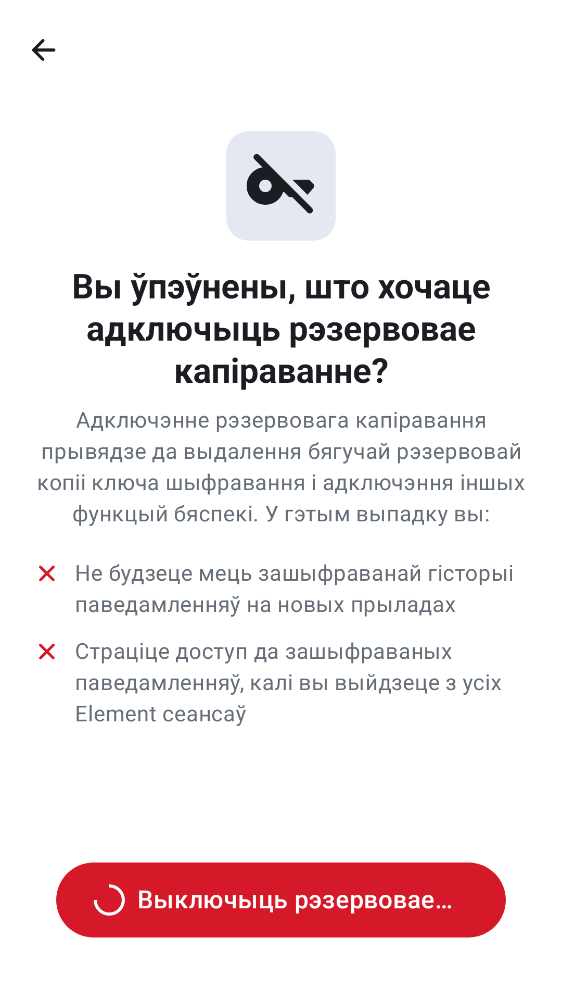 Вы ўпэўнены, што хочаце
адключыць рэзервовае
капіраванне?
Адключэнне рэзервовага капіравання
прывядзе да выдалення бягучай рэзервовай
копіі ключа шыфравання і адключэння іншых
функцый бяспекі. У гэтым выпадку вы:
Не будзеце мець зашыфраванай гісторыі
паведамленняў на новых прыладах
Страціце доступ да зашыфраваных
паведамленняў, калі вы выйдзеце з усіх
Element сеансаў
Выключыць рэзервовае…